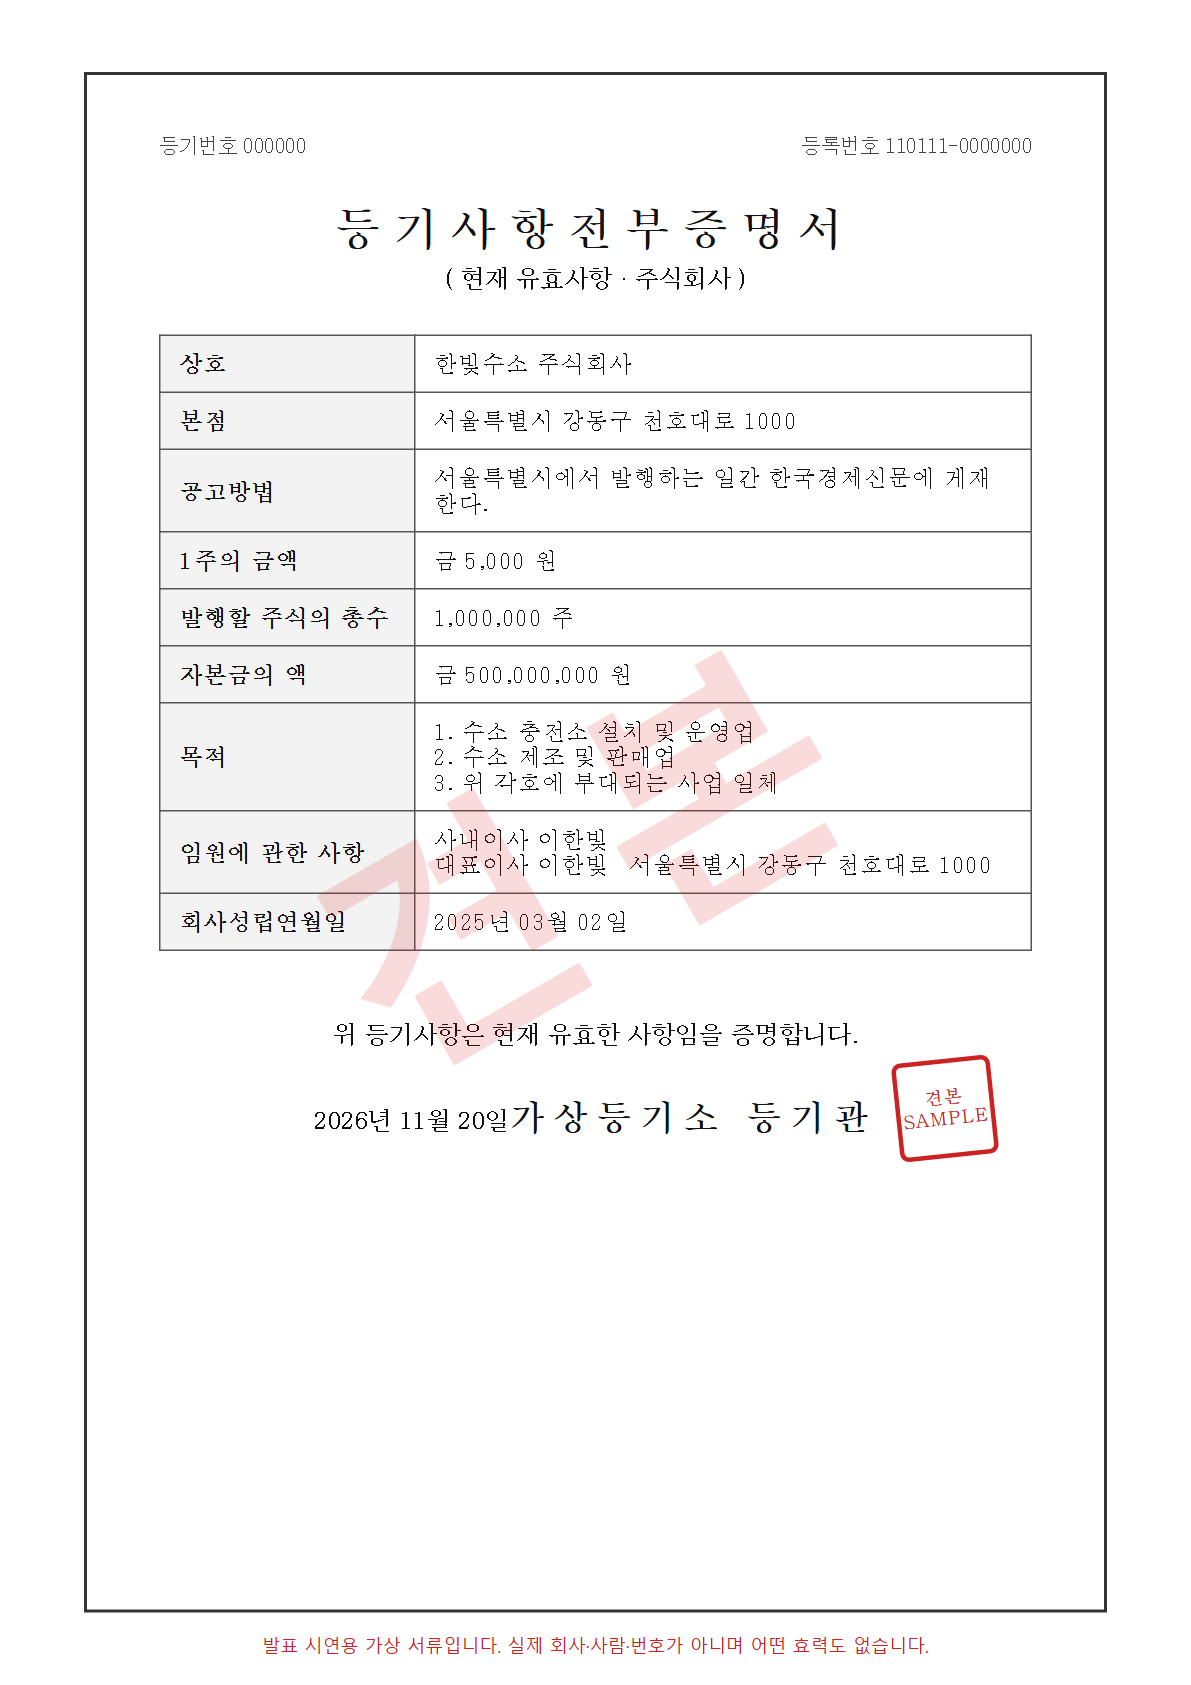 등기번호 000000
등록번호 110111-0000000
등기사항전부증명서
( 현재 유효사항 · 주식회사 )
상호
한빛수소 주식회사
본점
서울특별시 강동구 천호대로 1000
공고방법
서울특별시에서 발행하는 일간 한국경제신문에 게재
한다.
1주의 금액
금 5,000 원
발행할 주식의 총수
1,000,000 주
자본금의 액
금 500,000,000 원
목적
1. 수소 충전소 설치 및 운영업
2. 수소 제조 및 판매업
3. 위 각호에 부대되는 사업 일체
임원에 관한 사항
사내이사 이한빛
대표이사 이한빛 서울특별시 강동구 천호대로 1000
회사성립연월일
2025년 03월 02일
견본
위 등기사항은 현재 유효한 사항임을 증명합니다.
2026년 11월 20일가상등기소 등기관
견본
SAMPLE
발표 시연용 가상 서류입니다. 실제 회사·사람·번호가 아니며 어떤 효력도 없습니다.